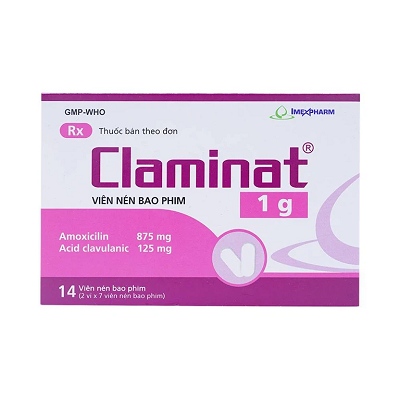 IMEXPHARM
GMP-WHO
Rx Thuốc bán theo đơn
Claminat®
VIÊN NÉN BAO PHIM
1 g
Amoxicilin 875 mg
Acid clavulanic 125 mg
14 Viên nén bao phim
(2 vỉ x 7 viên nén bao phim)